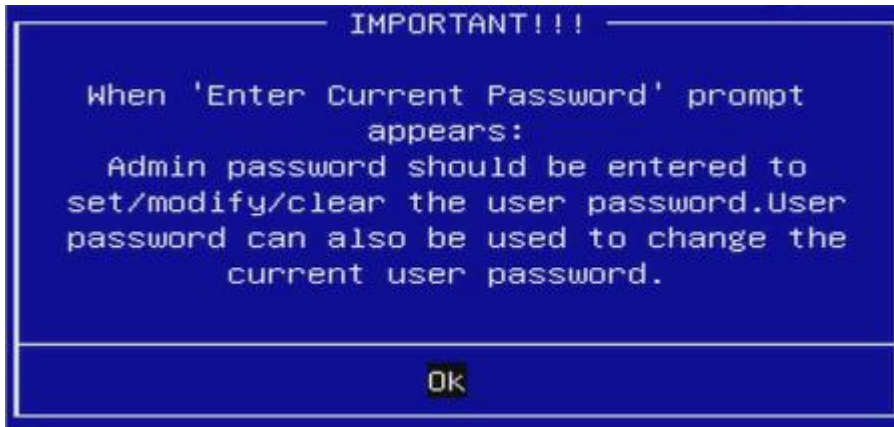 IMPORTANT!!!
When 'Enter Current Password' prompt
appears:
Admin password should be entered to
set/modify/clear the user password.User
password can also be used to change the
current user password.
Ok